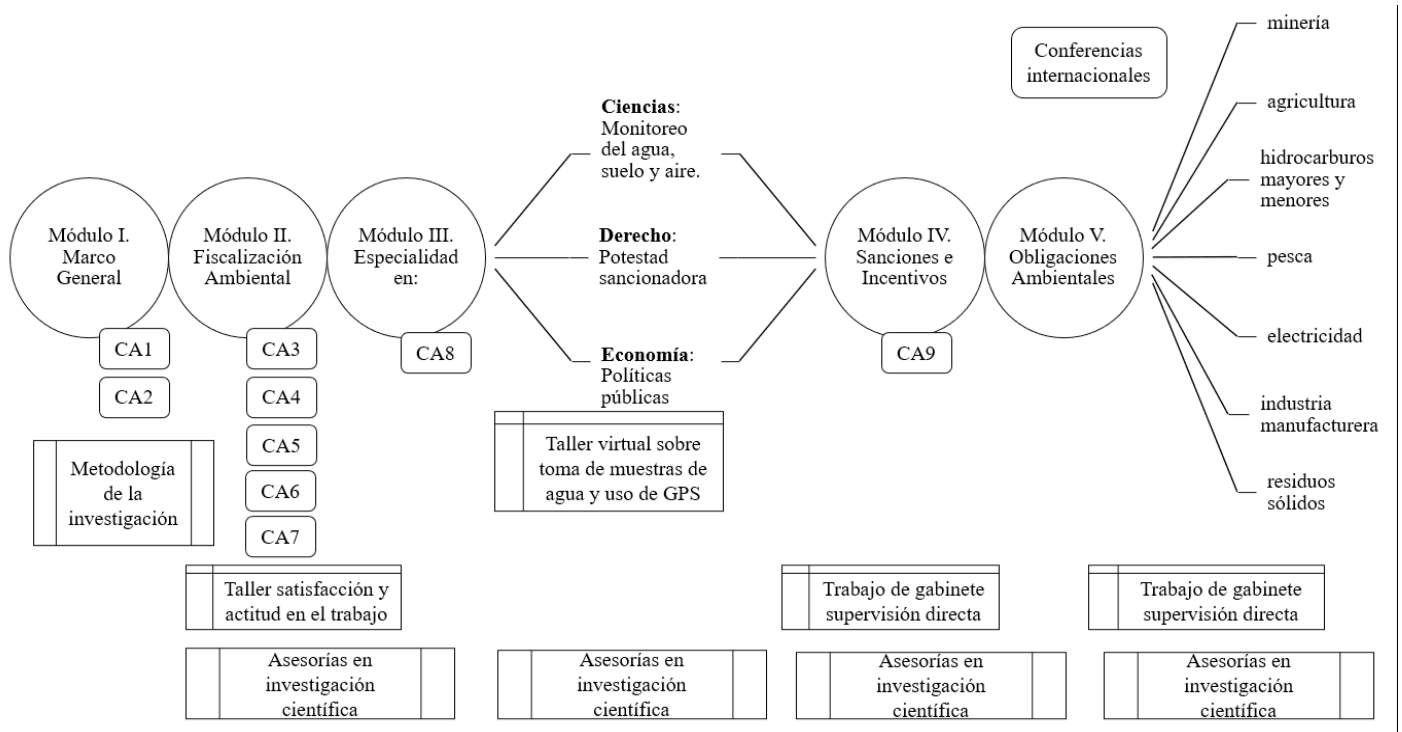 Módulo I.
Marco
General
CA1
CA2
Metodología
de la
investigación
Módulo II.
Fiscalización
Ambiental
CA3
CA4
CA5
CA6
CA7
Taller satisfacción y
actitud en el trabajo
Asesorías en
investigación
científica
Módulo III.
Especialidad
en:
CA8
Ciencias:
Monitoreo
del agua,
suelo y aire.
Derecho:
Potestad
sancionadora
Economía:
Políticas
públicas
Taller virtual sobre
toma de muestras de
agua y uso de GPS
Asesorías en
investigación
científica
Módulo IV.
Sanciones e
Incentivos
CA9
Trabajo de gabinete
supervisión directa
Asesorías en
investigación
científica
Conferencias
internacionales
Módulo V.
Obligaciones
Ambientales
minería
agricultura
hidrocarburos
mayores y
menores
pesca
electricidad
industria
manufacturera
residuos
sólidos
Trabajo de gabinete
supervisión directa
Asesorías en
investigación
científica